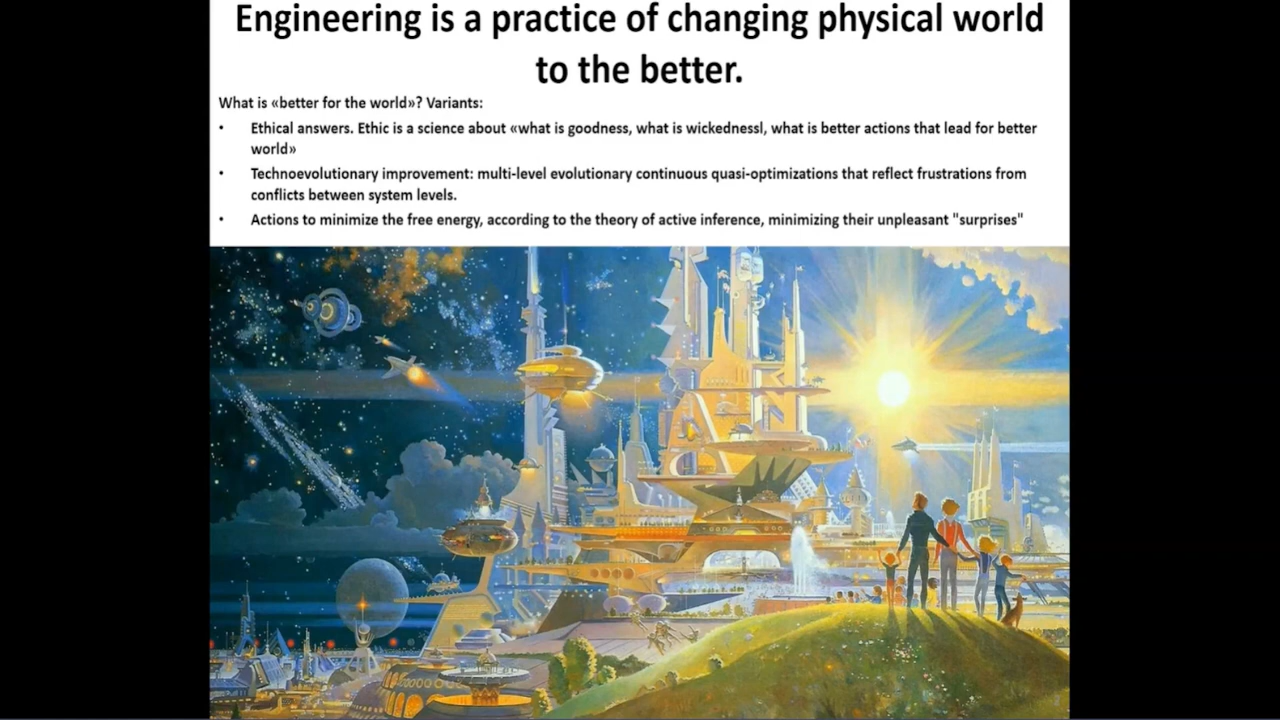 Engineering is a practice of changing physical world
to the better.
What is «better for the world»? Variants:
• Ethical answers. Ethic is a science about «what is goodness, what is wickednessl, what is better actions that lead for better
world»
• Technoevolutionary improvement: multi-level evolutionary continuous quasi-optimizations that reflect frustrations from
conflicts between system levels.
• Actions to minimize the free energy, according to the theory of active inference, minimizing their unpleasant "surprises"